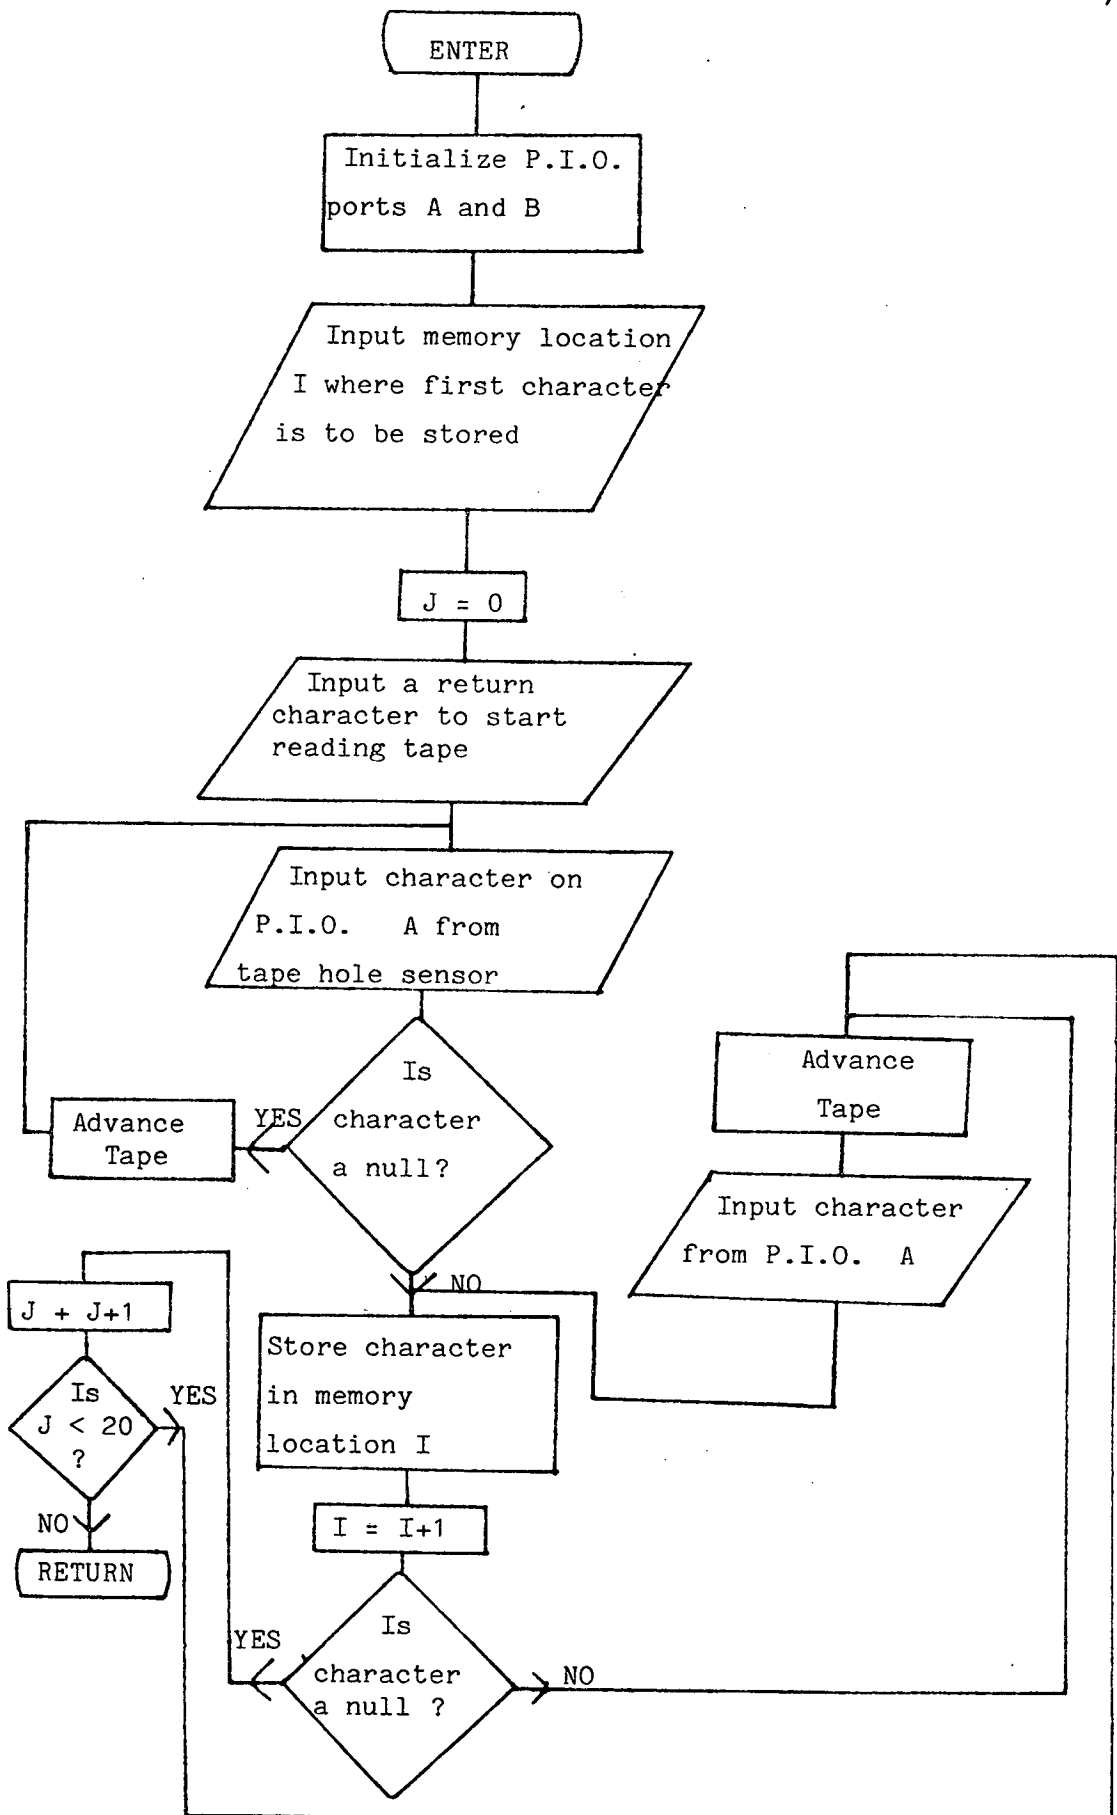 ENTER
Initialize P.I.O.
ports A and B
Input memory location
I where first character
is to be stored
J = 0
Input a return
character to start
reading tape
Input character on
P.I.O. A from
tape hole sensor
Is
character
a null?
YES
Advance
Tape
NO
Advance
Tape
Input character
from P.I.O. A
Store character
in memory
location I
I = I+1
Is
character
a null ?
NO
YES
J + J+1
Is
J < 20
?
YES
NO
RETURN